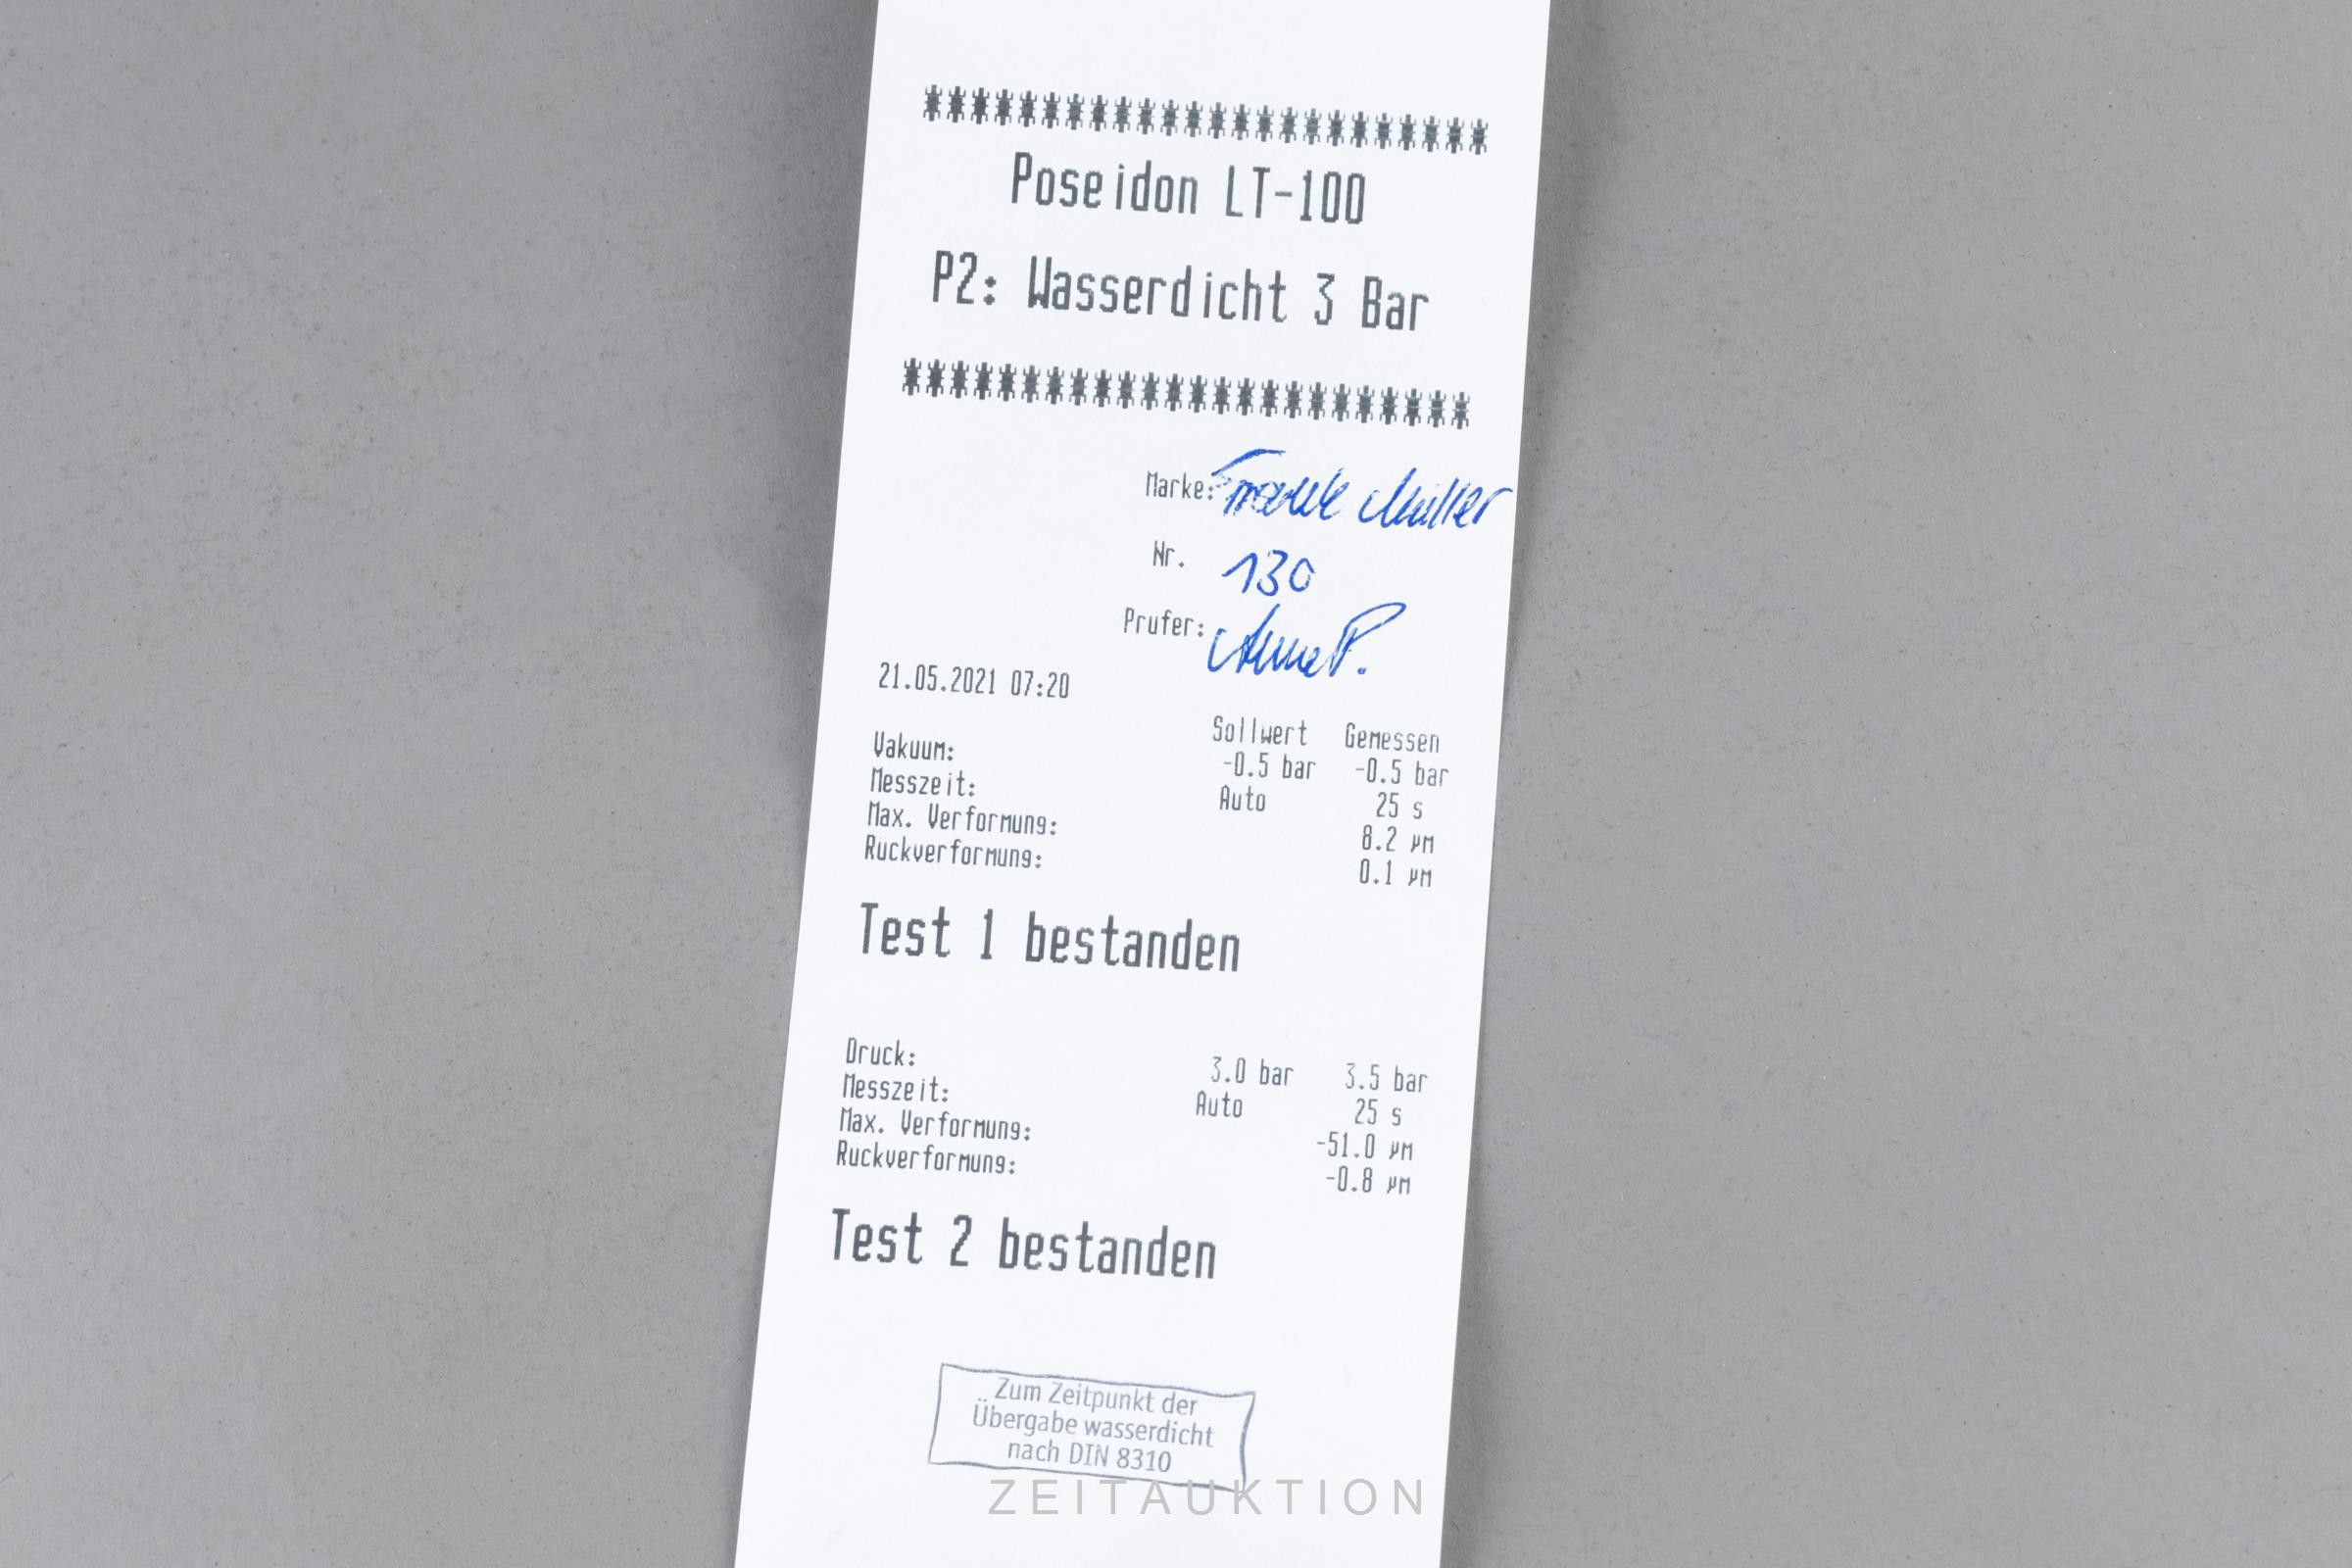 ************************
Poseidon LT-100
P2: Wasserdicht 3 Bar
************************
Marke: Franck Müller
Nr. 130
Prufer:
21.05.2021 07:20
Sollwert Gemessen
Vakuum: -0.5 bar -0.5 bar
Messzeit: Auto 25 s
Max. Verformung: 8.2 µm
Ruckverformung: 0.1 µm
Test 1 bestanden
Druck: 3.0 bar 3.5 bar
Messzeit: Auto 25 s
Max. Verformung: -51.0 µm
Ruckverformung: -0.8 µm
Test 2 bestanden
Zum Zeitpunkt der
Übergabe wasserdicht
nach DIN 8310
ZEITAUKTION